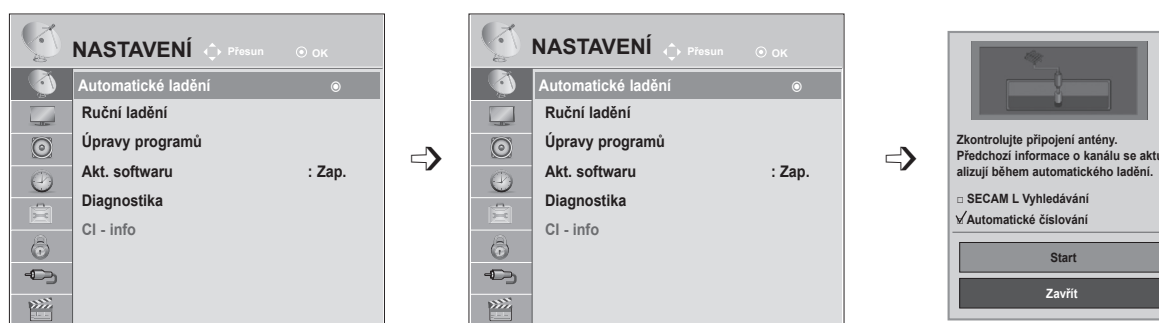 NASTAVENÍ Přesun OK
Automatické ladění
Ruční ladění
Úpravy programů
Akt. softwaru : Zap.
Diagnostika
CI - info
NASTAVENÍ Přesun OK
Automatické ladění
Ruční ladění
Úpravy programů
Akt. softwaru : Zap.
Diagnostika
CI - info
Zkontrolujte připojení antény.
Předchozí informace o kanálu se aktu
alizují během automatického ladění.
SECAM L Vyhledávání
Automatické číslování
Start
Zavřít